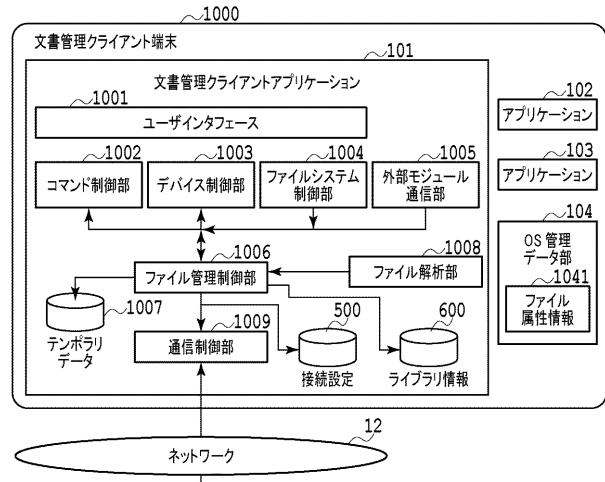 1000
文書管理クライアント端末
101
文書管理クライアントアプリケーション
1001
ユーザインタフェース
102
アプリケーション
1002
1003
1004
1005
コマンド制御部
デバイス制御部
ファイルシステム
制御部
外部モジュール
通信部
103
アプリケーション
104
OS 管理
データ部
1041
ファイル
属性情報
1006
ファイル管理制御部
1008
ファイル解析部
1007
テンポラリ
データ
1009
通信制御部
500
接続設定
600
ライブラリ情報
12
ネットワーク